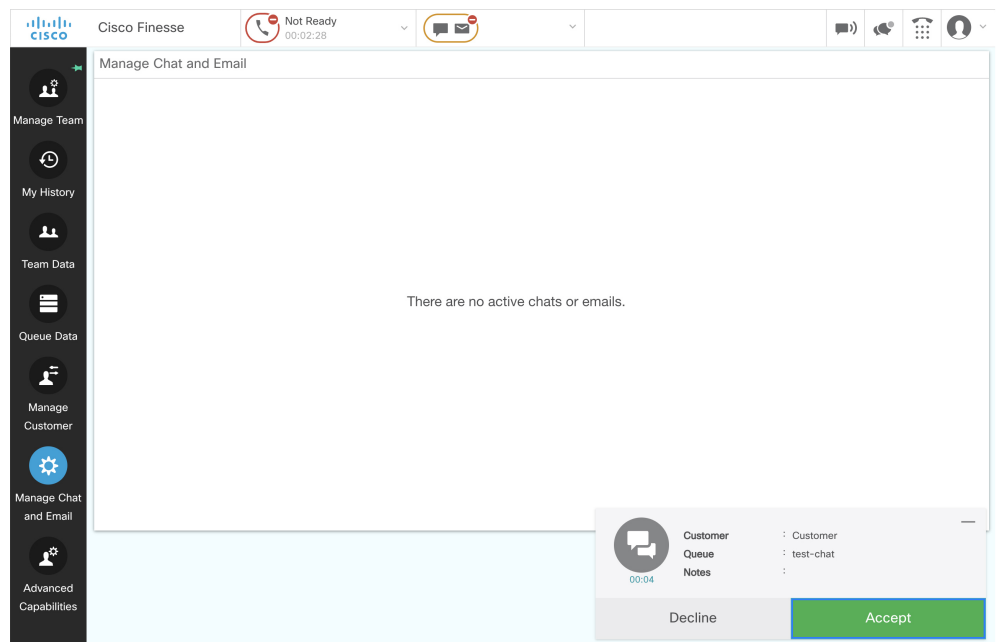 CISCO
Cisco Finesse
Not Ready
00:02:28
Manage Chat and Email
Manage Team
My History
Team Data
Queue Data
Manage
Customer
Manage Chat
and Email
Advanced
Capabilities
There are no active chats or emails.
Customer : Customer
Queue : test-chat
Notes :
00:04
Decline
Accept